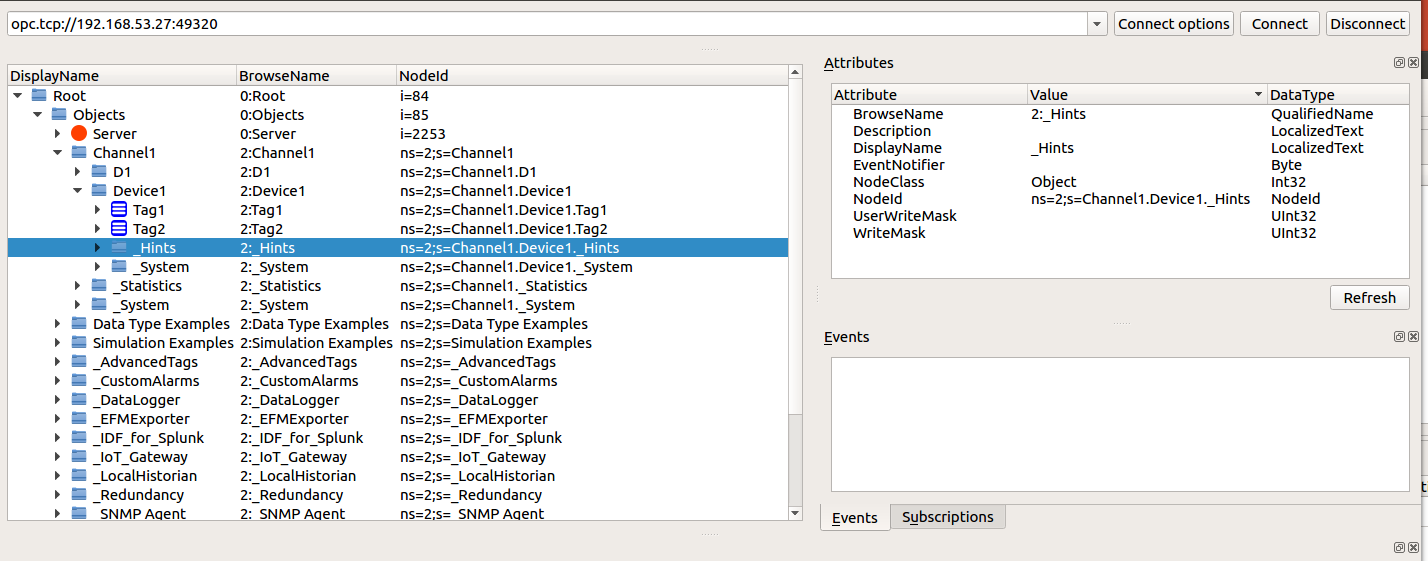 opc.tcp://192.168.53.27:49320 Connect options Connect Disconnect
DisplayName BrowseName NodeId
Root 0:Root i=84
Objects 0:Objects i=85
Server 0:Server i=2253
Channel1 2:Channel1 ns=2;s=Channel1
D1 2:D1 ns=2;s=Channel1.D1
Device1 2:Device1 ns=2;s=Channel1.Device1
Tag1 2:Tag1 ns=2;s=Channel1.Device1.Tag1
Tag2 2:Tag2 ns=2;s=Channel1.Device1.Tag2
_Hints 2:_Hints ns=2;s=Channel1.Device1._Hints
_System 2:_System ns=2;s=Channel1.Device1._System
_Statistics 2:_Statistics ns=2;s=Channel1._Statistics
_System 2:_System ns=2;s=Channel1._System
Data Type Examples 2:Data Type Examples ns=2;s=Data Type Examples
Simulation Examples 2:Simulation Examples ns=2;s=Simulation Examples
_AdvancedTags 2:_AdvancedTags ns=2;s=_AdvancedTags
_CustomAlarms 2:_CustomAlarms ns=2;s=_CustomAlarms
_DataLogger 2:_DataLogger ns=2;s=_DataLogger
_EFMExporter 2:_EFMExporter ns=2;s=_EFMExporter
_IDF_for_Splunk 2:_IDF_for_Splunk ns=2;s=_IDF_for_Splunk
_IoT_Gateway 2:_IoT_Gateway ns=2;s=_IoT_Gateway
_LocalHistorian 2:_LocalHistorian ns=2;s=_LocalHistorian
_Redundancy 2:_Redundancy ns=2;s=_Redundancy
_SNMP Agent 2:_SNMP Agent ns=2;s=_SNMP Agent
Attributes
Attribute Value DataType
BrowseName 2:_Hints QualifiedName
Description LocalizedText
DisplayName _Hints LocalizedText
EventNotifier Byte
NodeClass Object Int32
NodeId ns=2;s=Channel1.Device1._Hints NodeId
UserWriteMask UInt32
WriteMask UInt32
Refresh
Events
Events Subscriptions